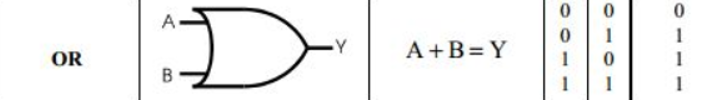 OR
A
B
Y
A + B = Y
0 0 0
0 1 1
1 0 1
1 1 1